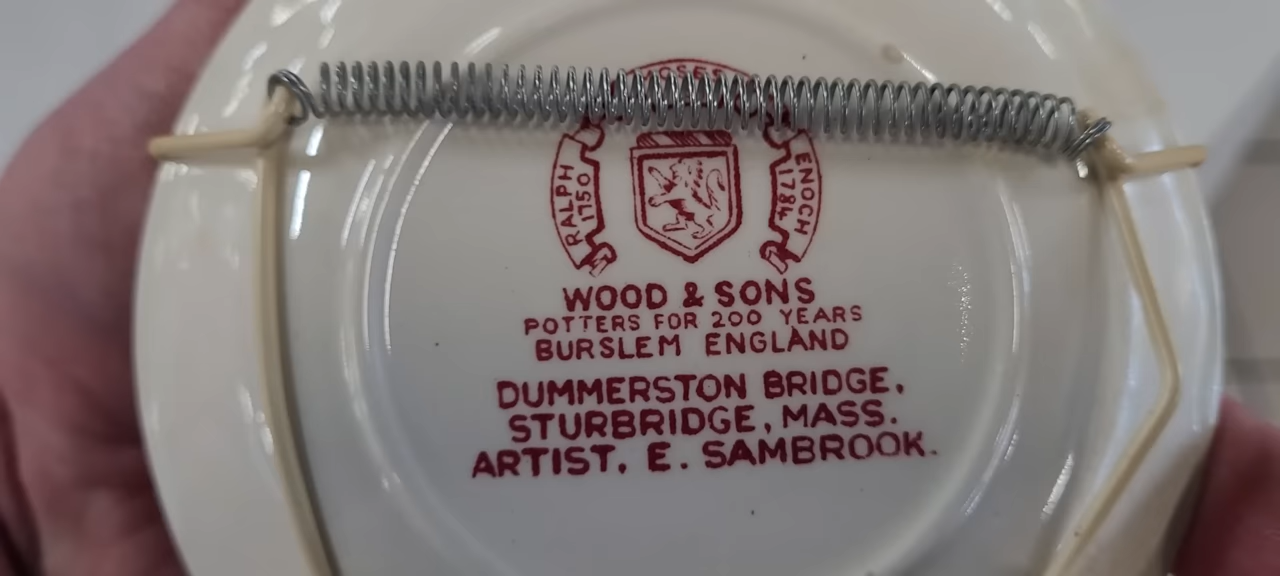 RALPH
1750
ENOCH
1784
WOOD & SONS
POTTERS FOR 200 YEARS
BURSLEM ENGLAND
DUMMERSTON BRIDGE,
STURBRIDGE, MASS.
ARTIST. E. SAMBROOK.